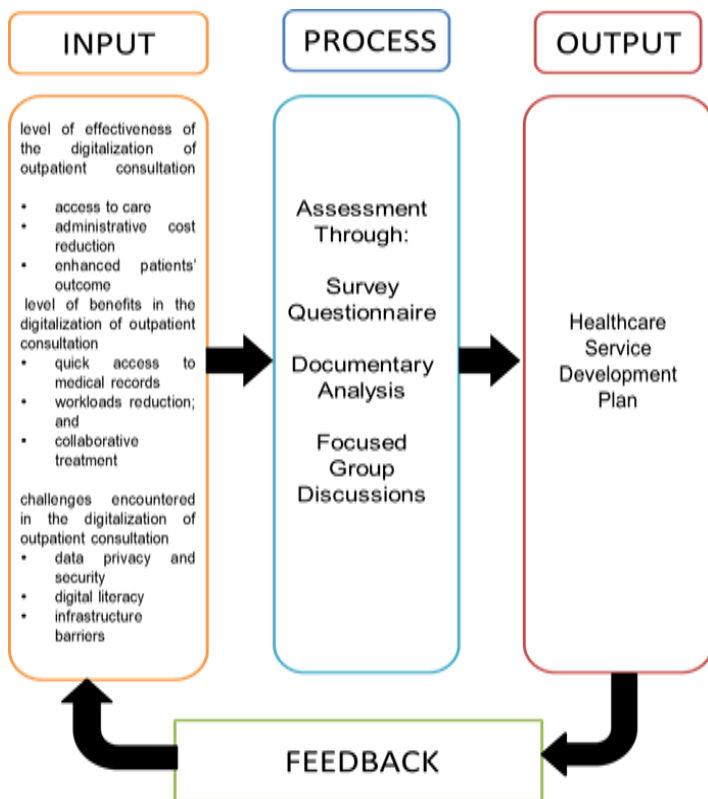 INPUT
level of effectiveness of
the digitalization of
outpatient consultation
• access to care
• administrative cost
reduction
• enhanced patients'
outcome
level of benefits in the
digitalization of outpatient
consultation
• quick access to
medical records
• workloads reduction;
and
• collaborative
treatment
challenges encountered
in the digitalization of
outpatient consultation
• data privacy and
security
• digital literacy
• infrastructure
barriers
PROCESS
Assessment
Through:
Survey
Questionnaire
Documentary
Analysis
Focused
Group
Discussions
OUTPUT
Healthcare
Service
Development
Plan
FEEDBACK